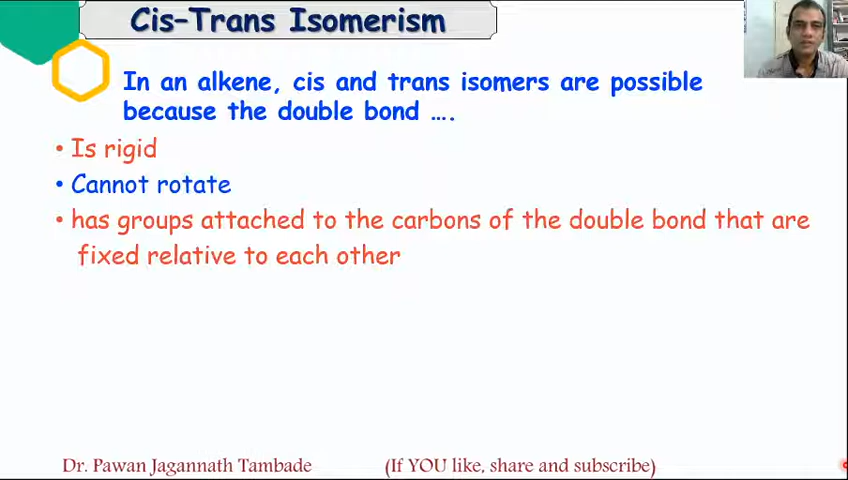 Cis–Trans Isomerism
In an alkene, cis and trans isomers are possible
because the double bond ….
• Is rigid
• Cannot rotate
• has groups attached to the carbons of the double bond that are
fixed relative to each other
Dr. Pawan Jagannath Tambade (If YOU like, share and subscribe)